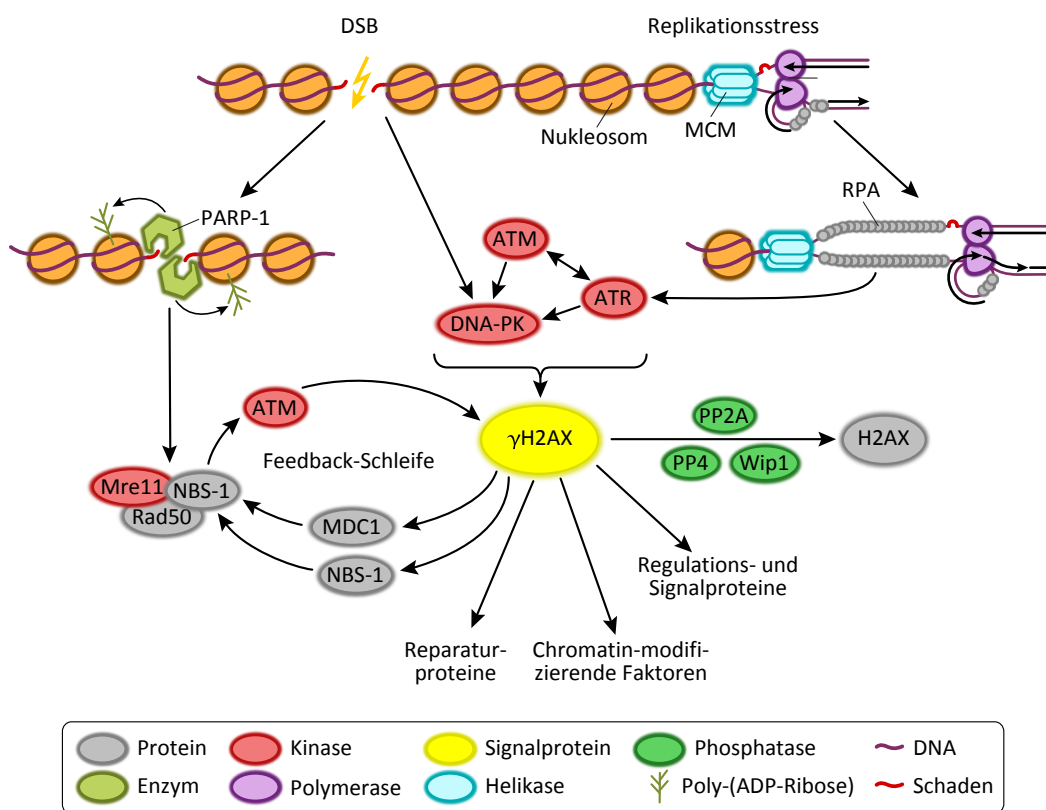 DSB
Replikationsstress
Nukleosom
MCM
PARP-1
RPA
ATM
ATR
DNA-PK
ATM
γH2AX
PP2A
PP4
Wip1
H2AX
Feedback-Schleife
Mre11
NBS-1
Rad50
MDC1
NBS-1
Regulations- und
Signalproteine
Reparatur-
proteine
Chromatin-modifi-
zierende Faktoren
Protein
Kinase
Signalprotein
Phosphatase
DNA
Enzym
Polymerase
Helikase
Poly-(ADP-Ribose)
Schaden